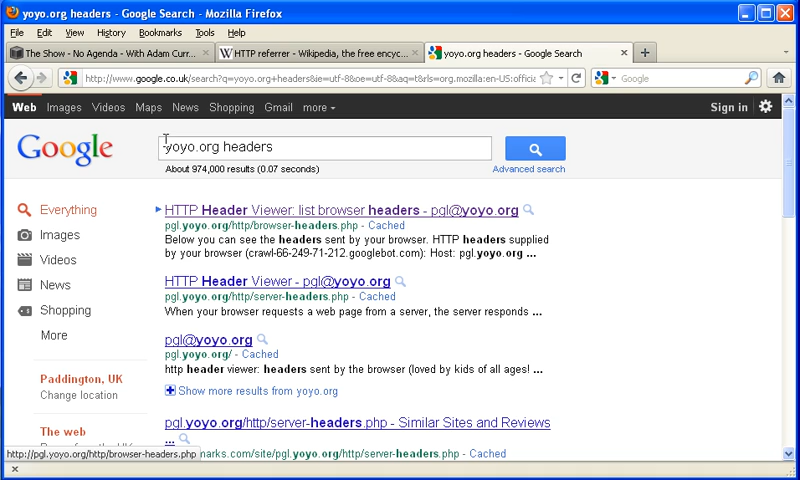 yoyo.org headers - Google Search - Mozilla Firefox
File Edit View History Bookmarks Tools Help
The Show - No Agenda - With Adam Curr...
HTTP referrer - Wikipedia, the free encyc...
yoyo.org headers - Google Search
http://www.google.co.uk/search?q=yoyo.org+headers&ie=utf-8&oe=utf-8&aq=t&rls=org.mozilla:en-US:officia
Google
Web Images Videos Maps News Shopping Gmail more Sign in
Google
yoyo.org headers
About 974,000 results (0.07 seconds)
Advanced search
Everything
Images
Videos
News
Shopping
More
Paddington, UK
Change location
The web
HTTP Header Viewer: list browser headers - pgl@yoyo.org
pgl.yoyo.org/http/browser-headers.php - Cached
Below you can see the headers sent by your browser. HTTP headers supplied
by your browser (crawl-66-249-71-212.googlebot.com): Host: pgl.yoyo.org ...
HTTP Header Viewer - pgl@yoyo.org
pgl.yoyo.org/http/server-headers.php - Cached
When your browser requests a web page from a server, the server responds ...
pgl@yoyo.org
pgl.yoyo.org/ - Cached
http header viewer: headers sent by the browser (loved by kids of all ages! ...
Show more results from yoyo.org
pgl.yoyo.org/http/server-headers.php - Similar Sites and Reviews
...
marks.com/site/pgl.yoyo.org/http/server-headers.php - Cached
http://pgl.yoyo.org/http/browser-headers.php